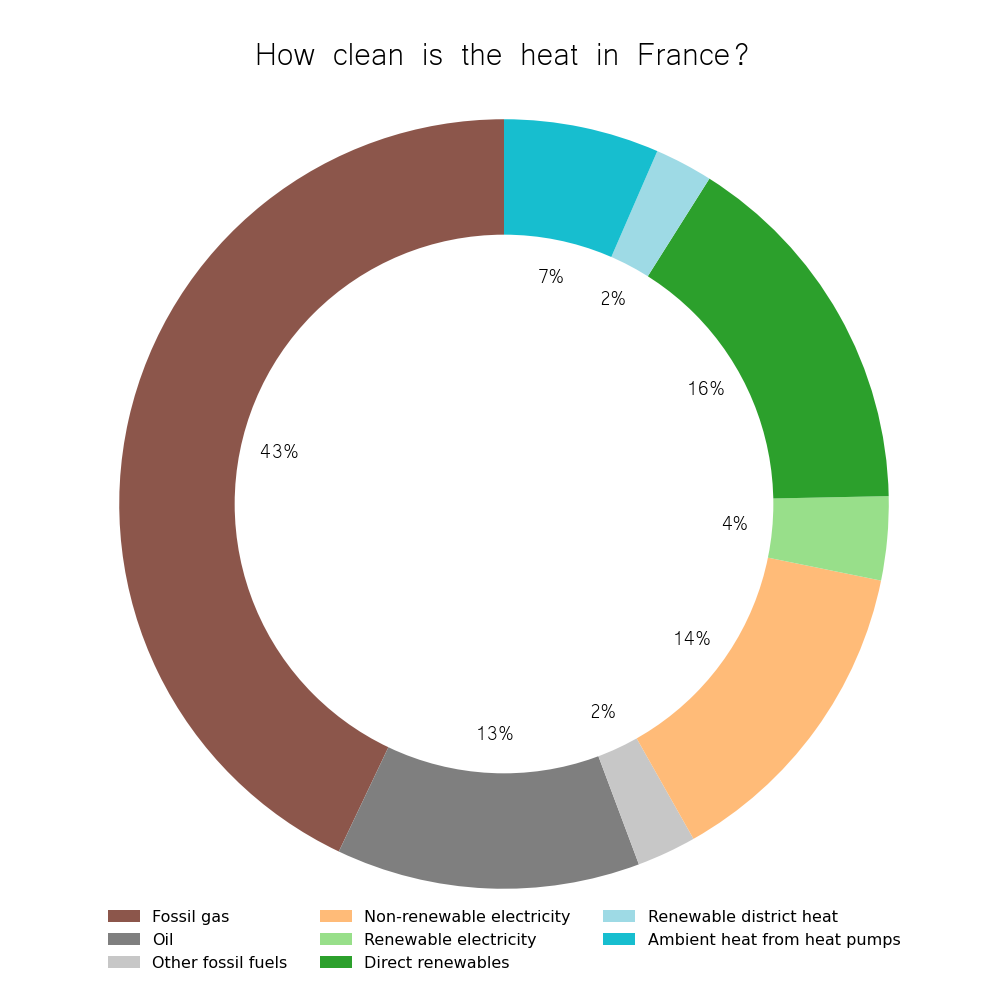 How clean is the heat in France?
7%
2%
16%
43%
4%
14%
2%
13%
Fossil gas
Oil
Other fossil fuels
Non-renewable electricity
Renewable electricity
Direct renewables
Renewable district heat
Ambient heat from heat pumps